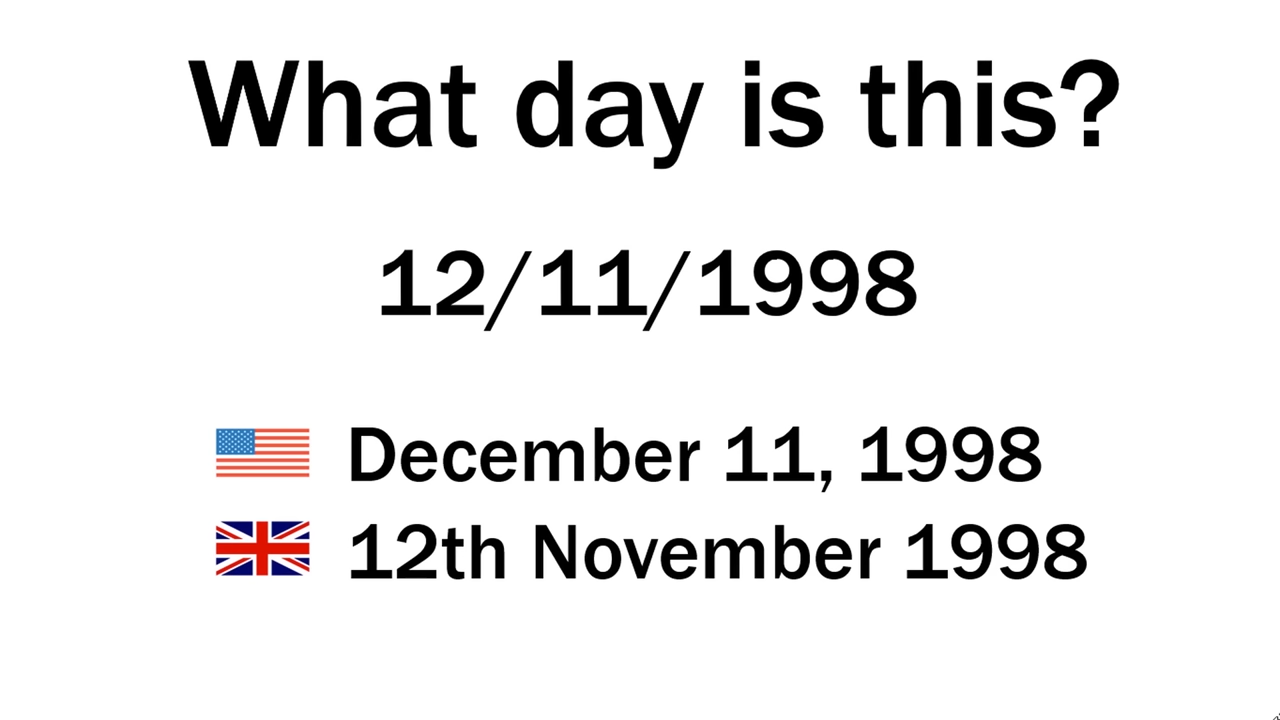 What day is this?
12/11/1998
December 11, 1998
12th November 1998